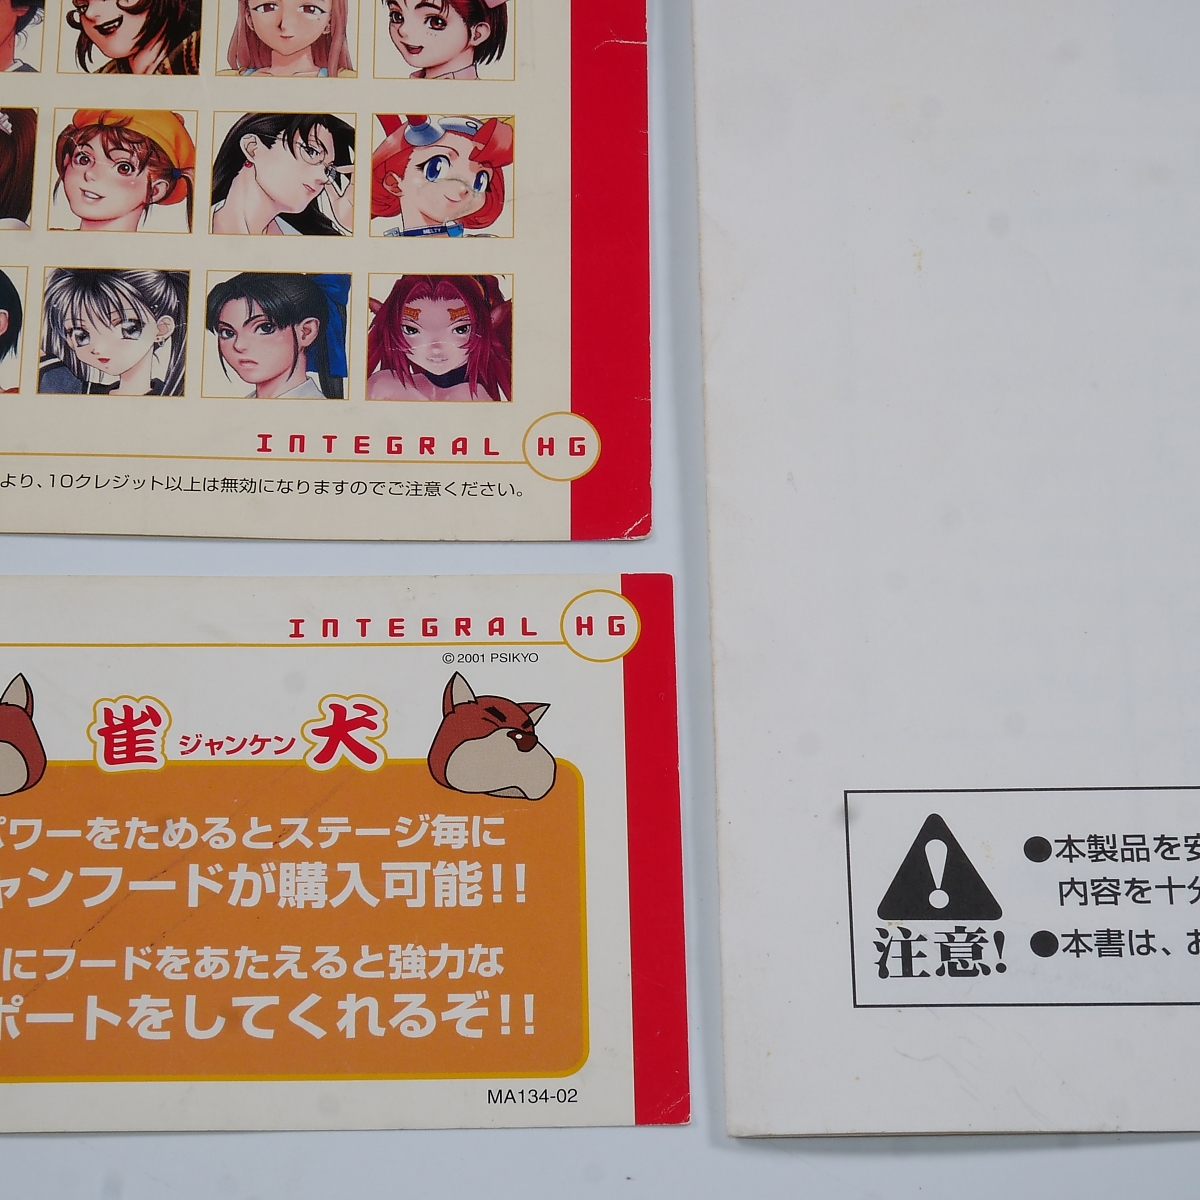 MELTY
INTEGRAL HG
より、10クレジット以上は無効になりますのでご注意ください。
INTEGRAL HG
© 2001 PSIKYO
雀 ジャンケン 犬
パワーをためるとステージ毎に
ャンフードが購入可能!!
にフードをあたえると強力な
ポートをしてくれるぞ!!
MA134-02
注意!
●本製品を安
内容を十分
●本書は、お